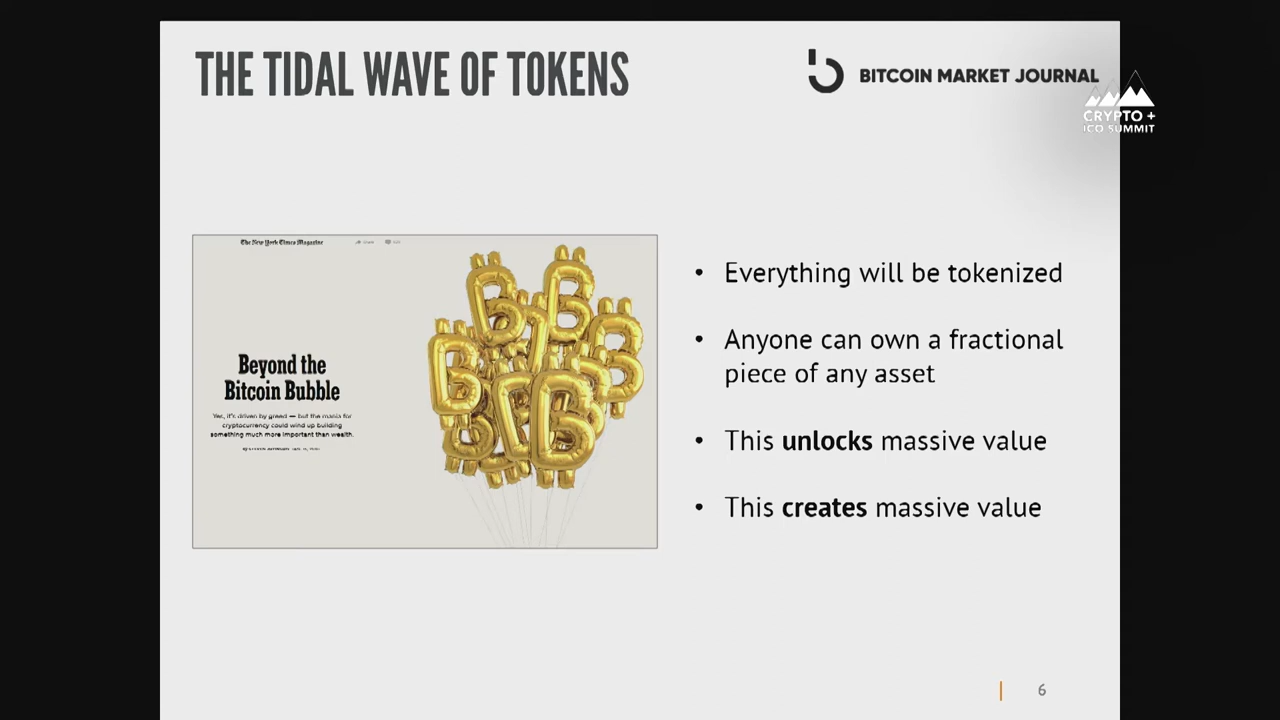 THE TIDAL WAVE OF TOKENS
BITCOIN MARKET JOURNAL
CRYPTO +
ICO SUMMIT
The New York Times Magazine
Share
Beyond the
Bitcoin Bubble
Yes, it's driven by greed — but the mania for
cryptocurrency could wind up building
something much more important than wealth.
• Everything will be tokenized
• Anyone can own a fractional
piece of any asset
• This unlocks massive value
• This creates massive value
6